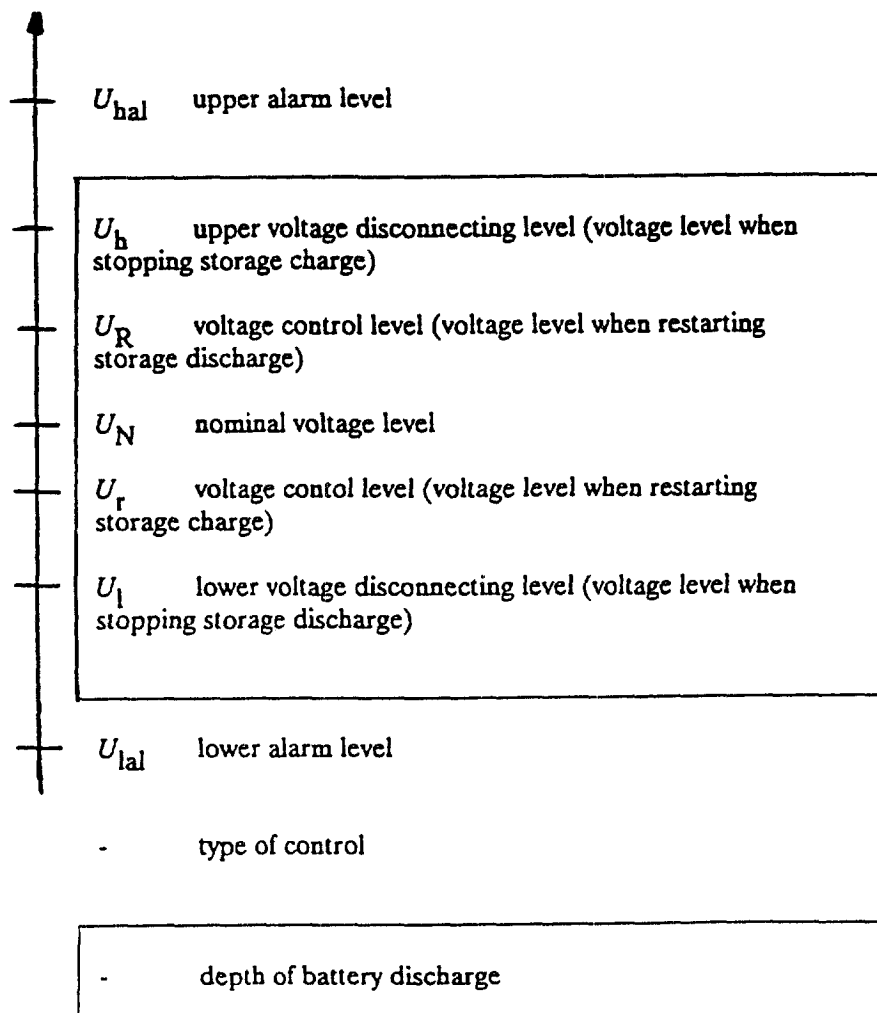 U_hal upper alarm level
U_h upper voltage disconnecting level (voltage level when
stopping storage charge)
U_R voltage control level (voltage level when restarting
storage discharge)
U_N nominal voltage level
U_r voltage contol level (voltage level when restarting
storage charge)
U_l lower voltage disconnecting level (voltage level when
stopping storage discharge)
U_lal lower alarm level
- type of control
- depth of battery discharge